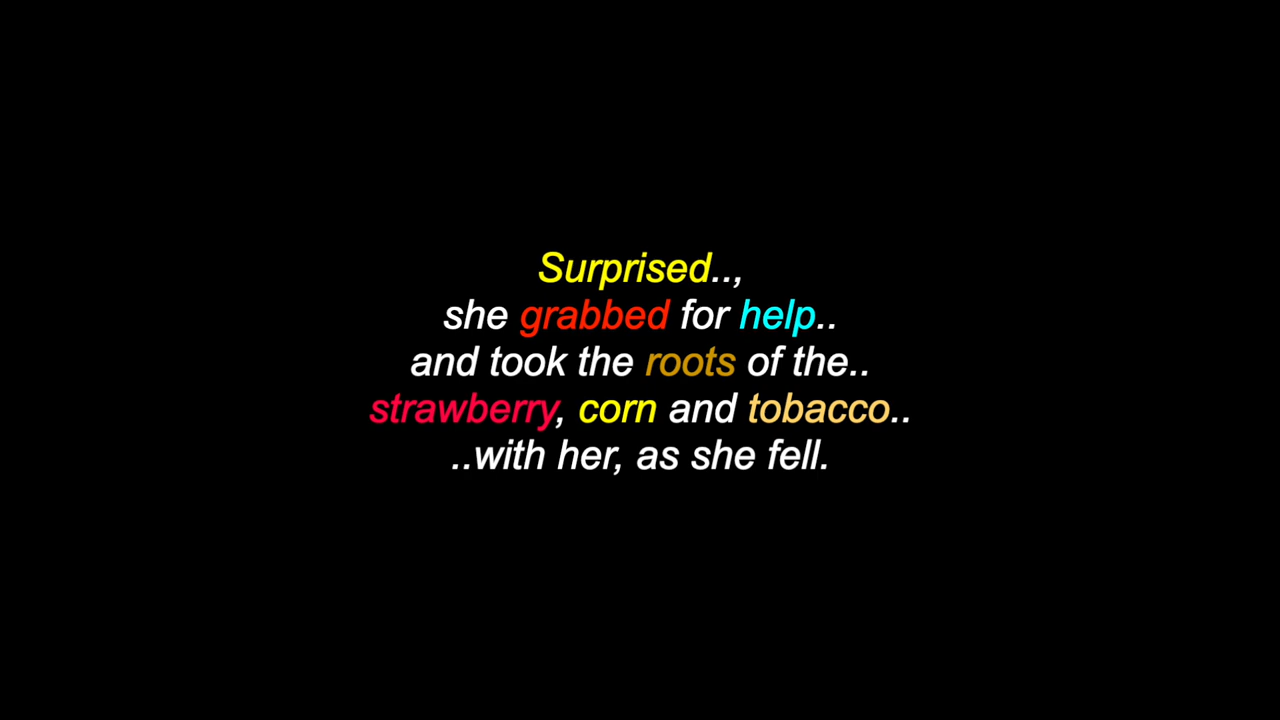 Surprised..,
she grabbed for help..
and took the roots of the..
strawberry, corn and tobacco..
..with her, as she fell.